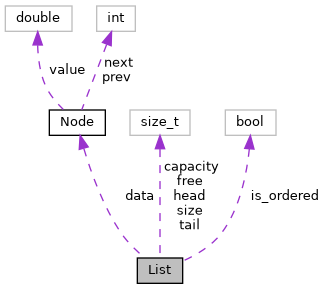 double
int
value
next
prev
Node
size_t
bool
data
capacity
free
head
size
tail
is_ordered
List